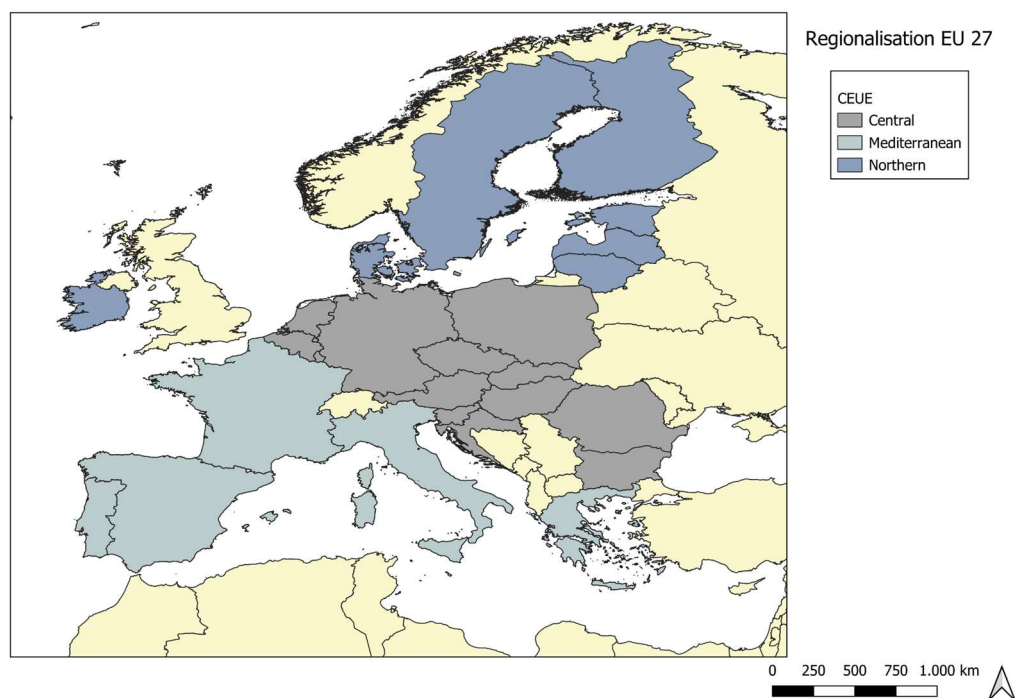 Regionalisation EU 27
CEUE
Central
Mediterranean
Northern
0 250 500 750 1.000 km